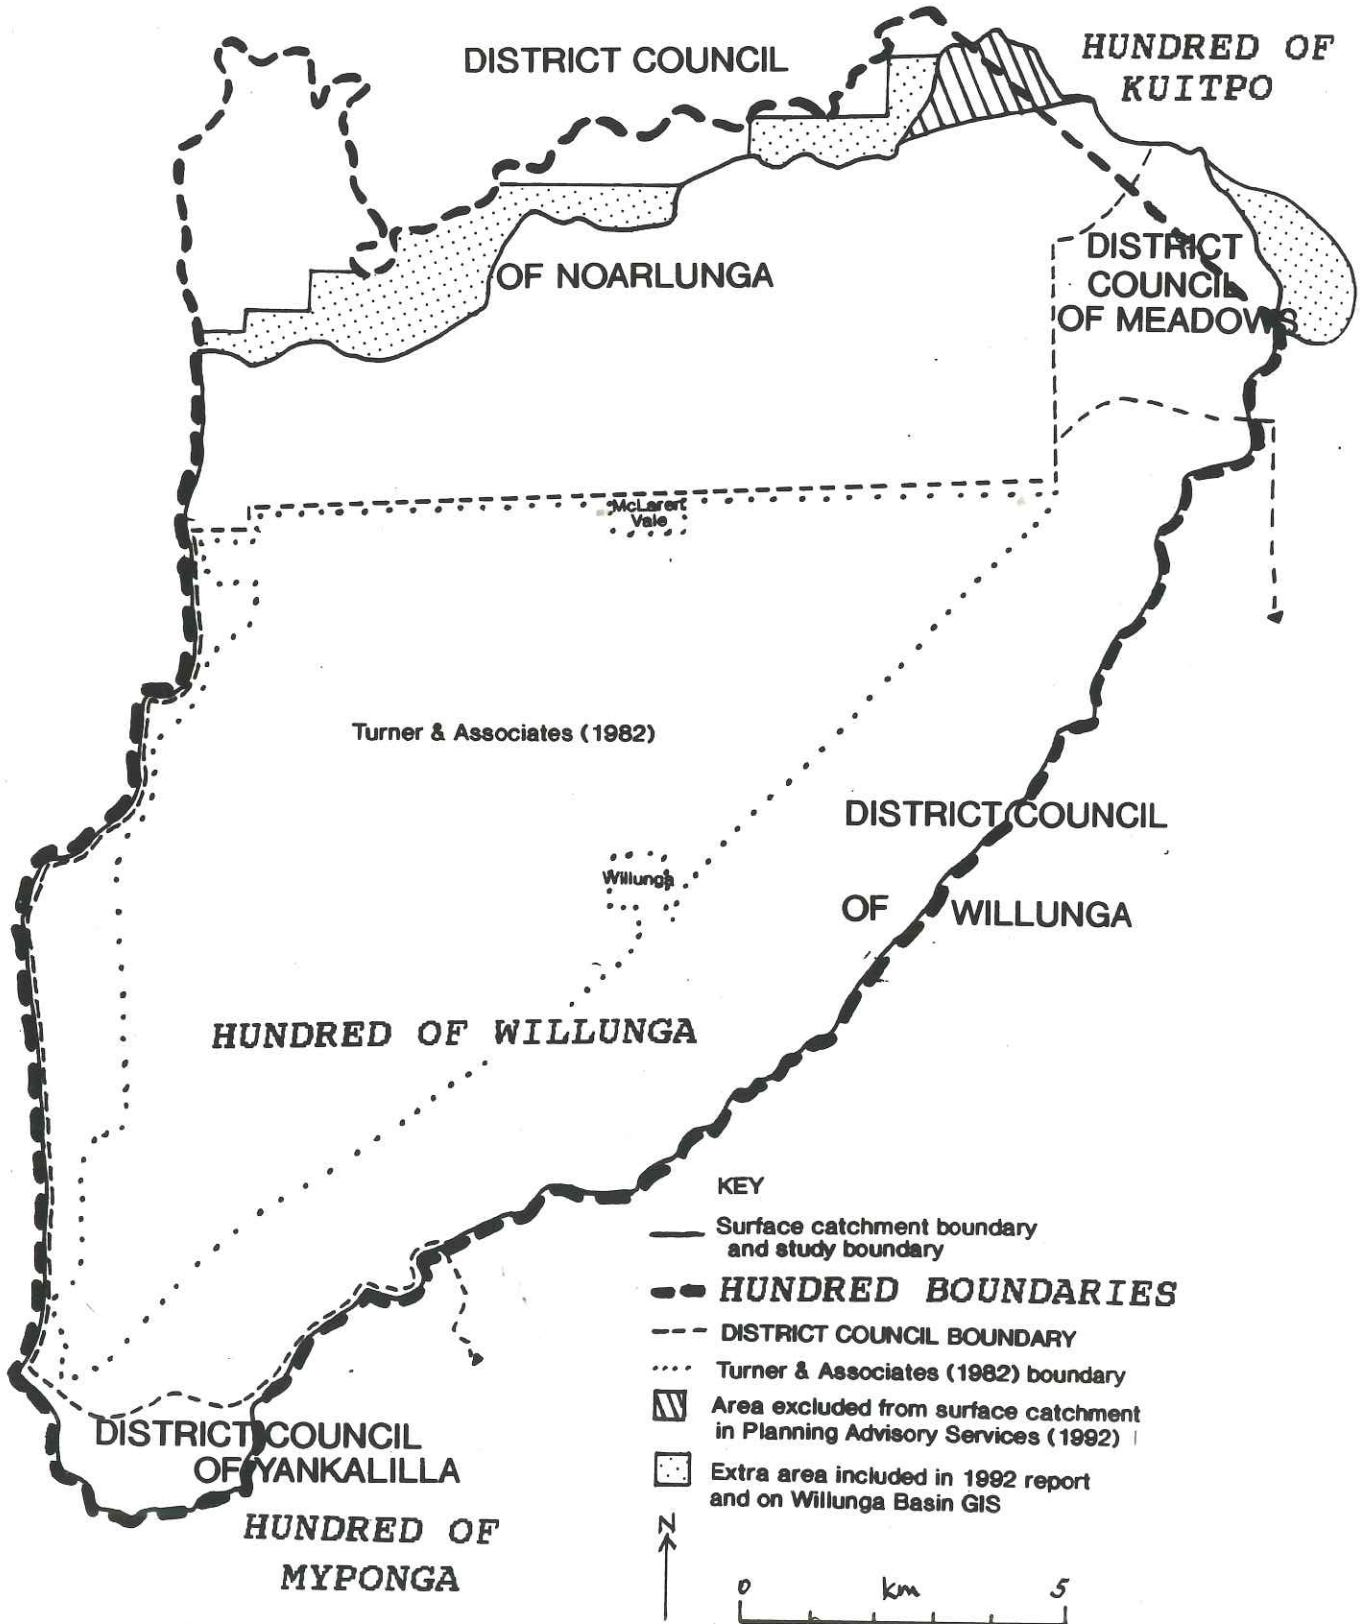 DISTRICT COUNCIL
HUNDRED OF
KUITPO
OF NOARLUNGA
DISTRICT
COUNCIL
OF MEADOWS
McLaren
Vale
Turner & Associates (1982)
DISTRICT COUNCIL
Willunga
OF WILLUNGA
HUNDRED OF WILLUNGA
KEY
Surface catchment boundary
and study boundary
HUNDRED BOUNDARIES
DISTRICT COUNCIL BOUNDARY
Turner & Associates (1982) boundary
Area excluded from surface catchment
in Planning Advisory Services (1992)
Extra area included in 1992 report
and on Willunga Basin GIS
DISTRICT COUNCIL
OF YANKALILLA
HUNDRED OF
MYPONGA
N
0 km 5